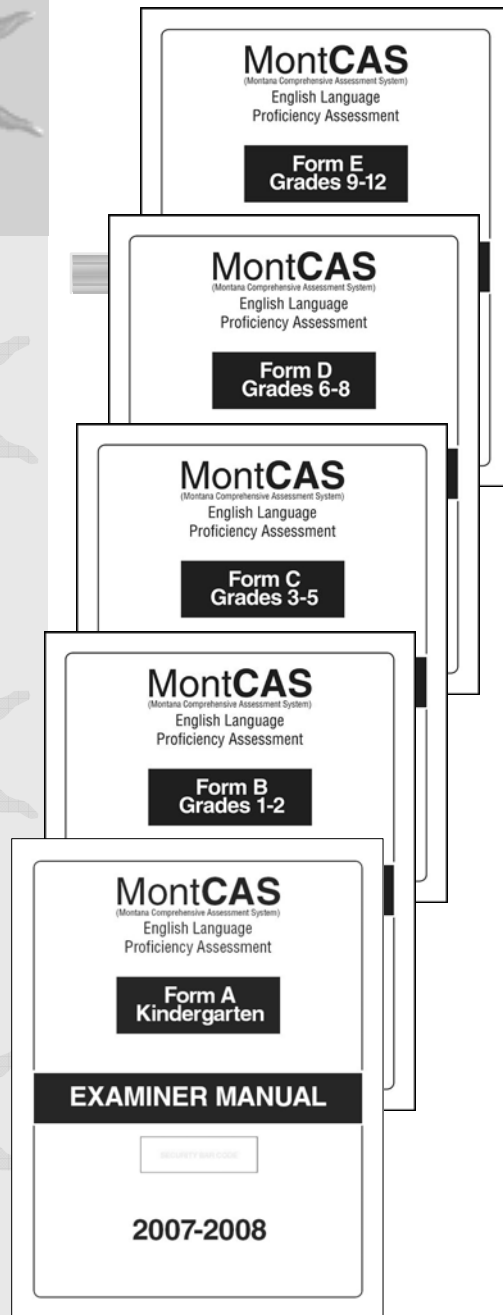 MontCAS
(Montana Comprehensive Assessment System)
English Language
Proficiency Assessment
Form E
Grades 9-12
MontCAS
(Montana Comprehensive Assessment System)
English Language
Proficiency Assessment
Form D
Grades 6-8
MontCAS
(Montana Comprehensive Assessment System)
English Language
Proficiency Assessment
Form C
Grades 3-5
MontCAS
(Montana Comprehensive Assessment System)
English Language
Proficiency Assessment
Form B
Grades 1-2
MontCAS
(Montana Comprehensive Assessment System)
English Language
Proficiency Assessment
Form A
Kindergarten
EXAMINER MANUAL
SECURITY BAR CODE
2007-2008